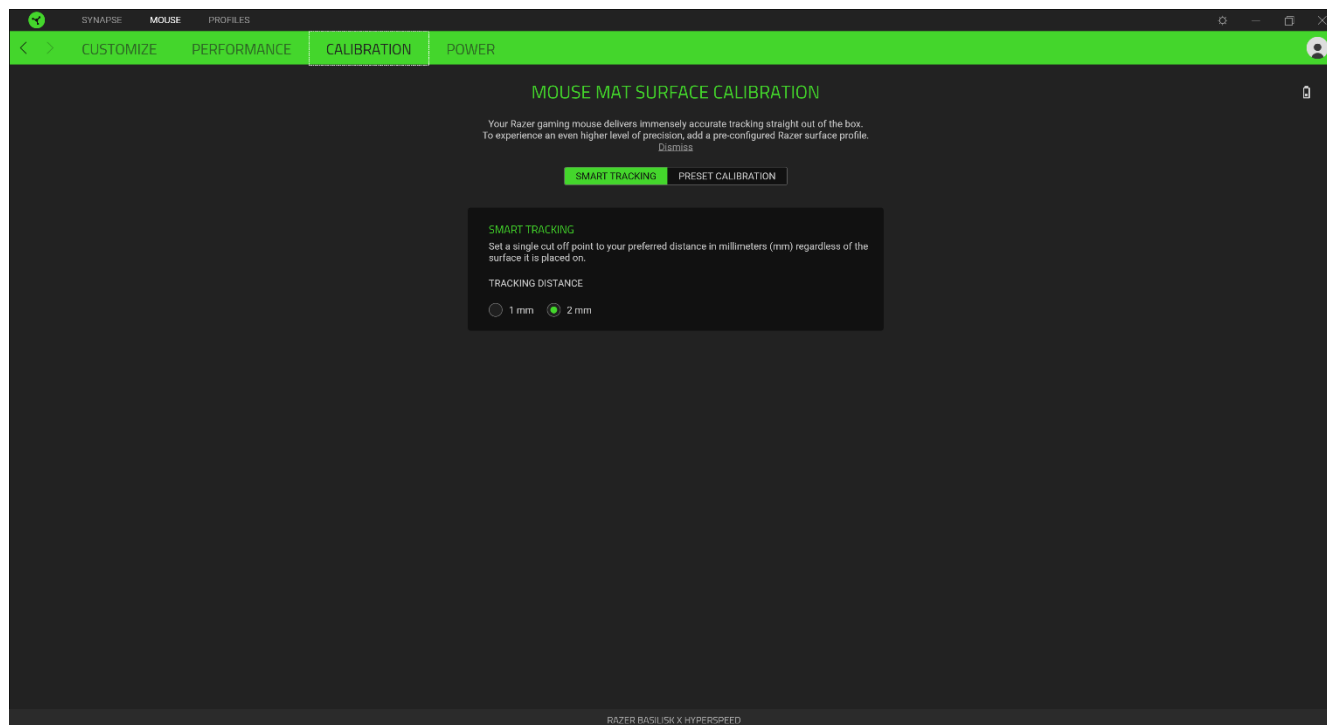 SYNAPSE MOUSE PROFILES
CUSTOMIZE PERFORMANCE CALIBRATION POWER
MOUSE MAT SURFACE CALIBRATION
Your Razer gaming mouse delivers immensely accurate tracking straight out of the box.
To experience an even higher level of precision, add a pre-configured Razer surface profile.
Dismiss
SMART TRACKING PRESET CALIBRATION
SMART TRACKING
Set a single cut off point to your preferred distance in millimeters (mm) regardless of the
surface it is placed on.
TRACKING DISTANCE
1 mm 2 mm
RAZER BASILISK X HYPERSPEED